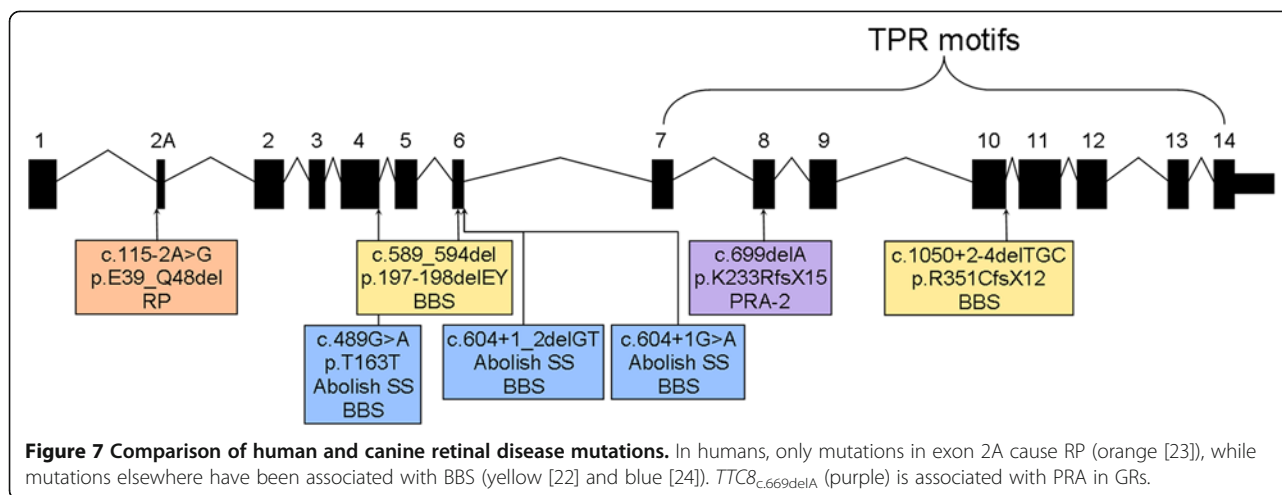 TPR motifs
1 2A 2 3 4 5 6 7 8 9 10 11 12 13 14
c.115-2A>G
p.E39_Q48del
RP
c.589_594del
p.197-198delEY
BBS
c.699delA
p.K233RfsX15
PRA-2
c.1050+2-4delTGC
p.R351CfsX12
BBS
c.489G>A
p.T163T
Abolish SS
BBS
c.604+1_2delGT
Abolish SS
BBS
c.604+1G>A
Abolish SS
BBS
Figure 7 Comparison of human and canine retinal disease mutations. In humans, only mutations in exon 2A cause RP (orange [23]), while
mutations elsewhere have been associated with BBS (yellow [22] and blue [24]). TTC8c.669delA (purple) is associated with PRA in GRs.